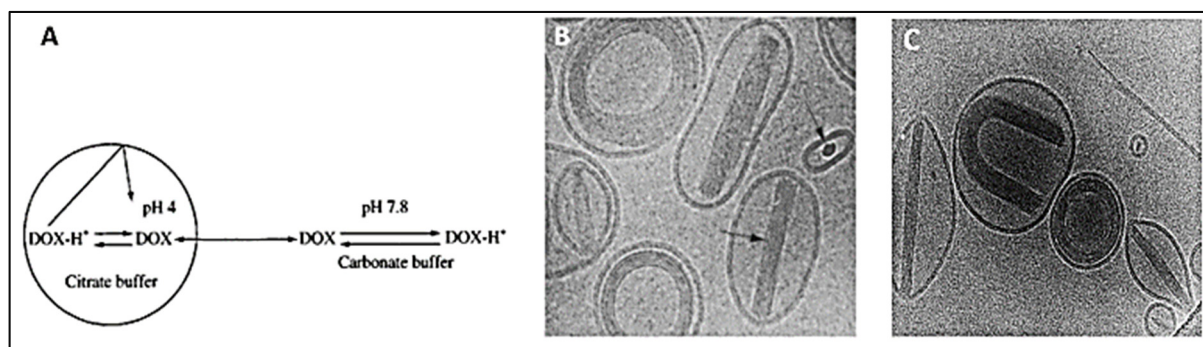 A
B
C
pH 4
pH 7.8
DOX-H⁺ DOX DOX DOX-H⁺
Citrate buffer
Carbonate buffer